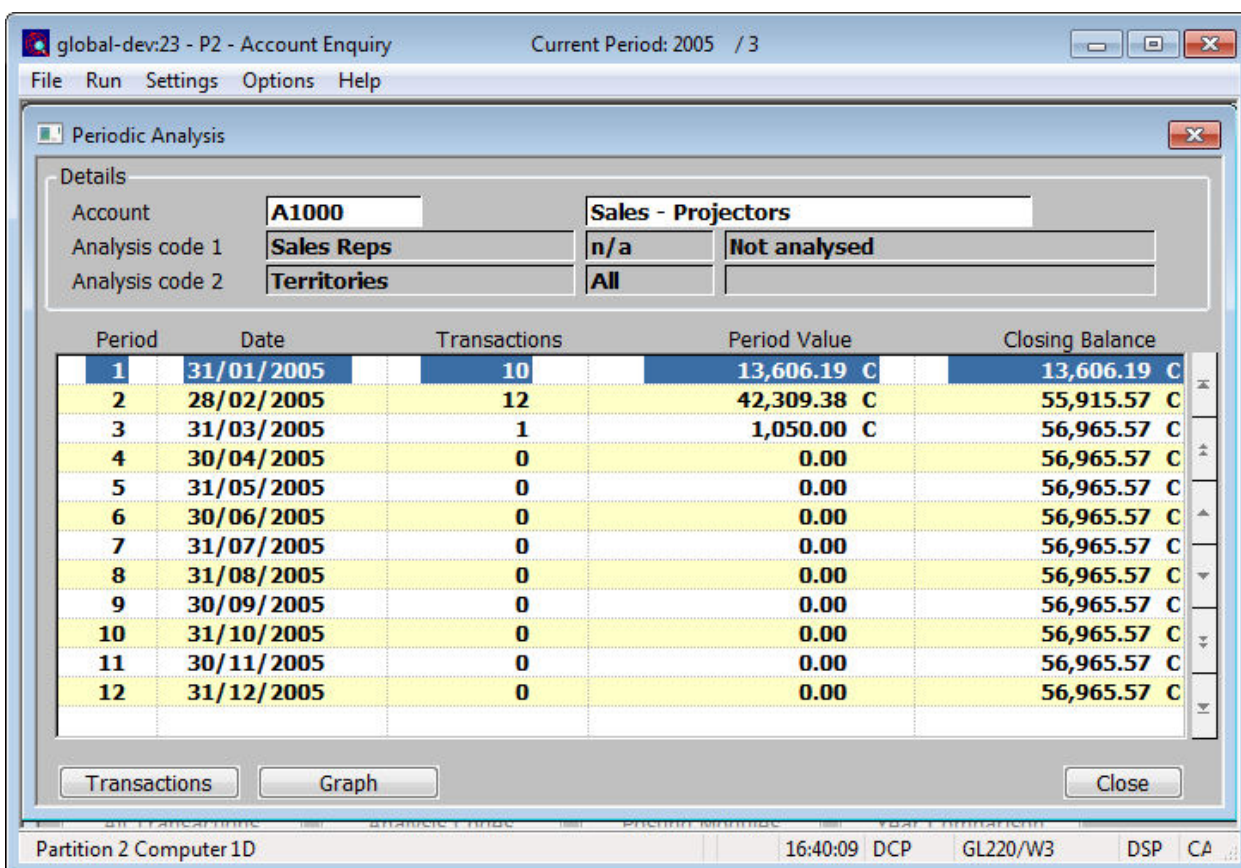 global-dev:23 - P2 - Account Enquiry Current Period: 2005 / 3
File Run Settings Options Help
Periodic Analysis
Details
Account A1000 Sales - Projectors
Analysis code 1 Sales Reps n/a Not analysed
Analysis code 2 Territories All
Period Date Transactions Period Value Closing Balance
1 31/01/2005 10 13,606.19 C 13,606.19 C
2 28/02/2005 12 42,309.38 C 55,915.57 C
3 31/03/2005 1 1,050.00 C 56,965.57 C
4 30/04/2005 0 0.00 56,965.57 C
5 31/05/2005 0 0.00 56,965.57 C
6 30/06/2005 0 0.00 56,965.57 C
7 31/07/2005 0 0.00 56,965.57 C
8 31/08/2005 0 0.00 56,965.57 C
9 30/09/2005 0 0.00 56,965.57 C
10 31/10/2005 0 0.00 56,965.57 C
11 30/11/2005 0 0.00 56,965.57 C
12 31/12/2005 0 0.00 56,965.57 C
Transactions Graph Close
All Transactions Analysis Codes Posting Modules Year Comparison
Partition 2 Computer 1D 16:40:09 DCP GL220/W3 DSP CA